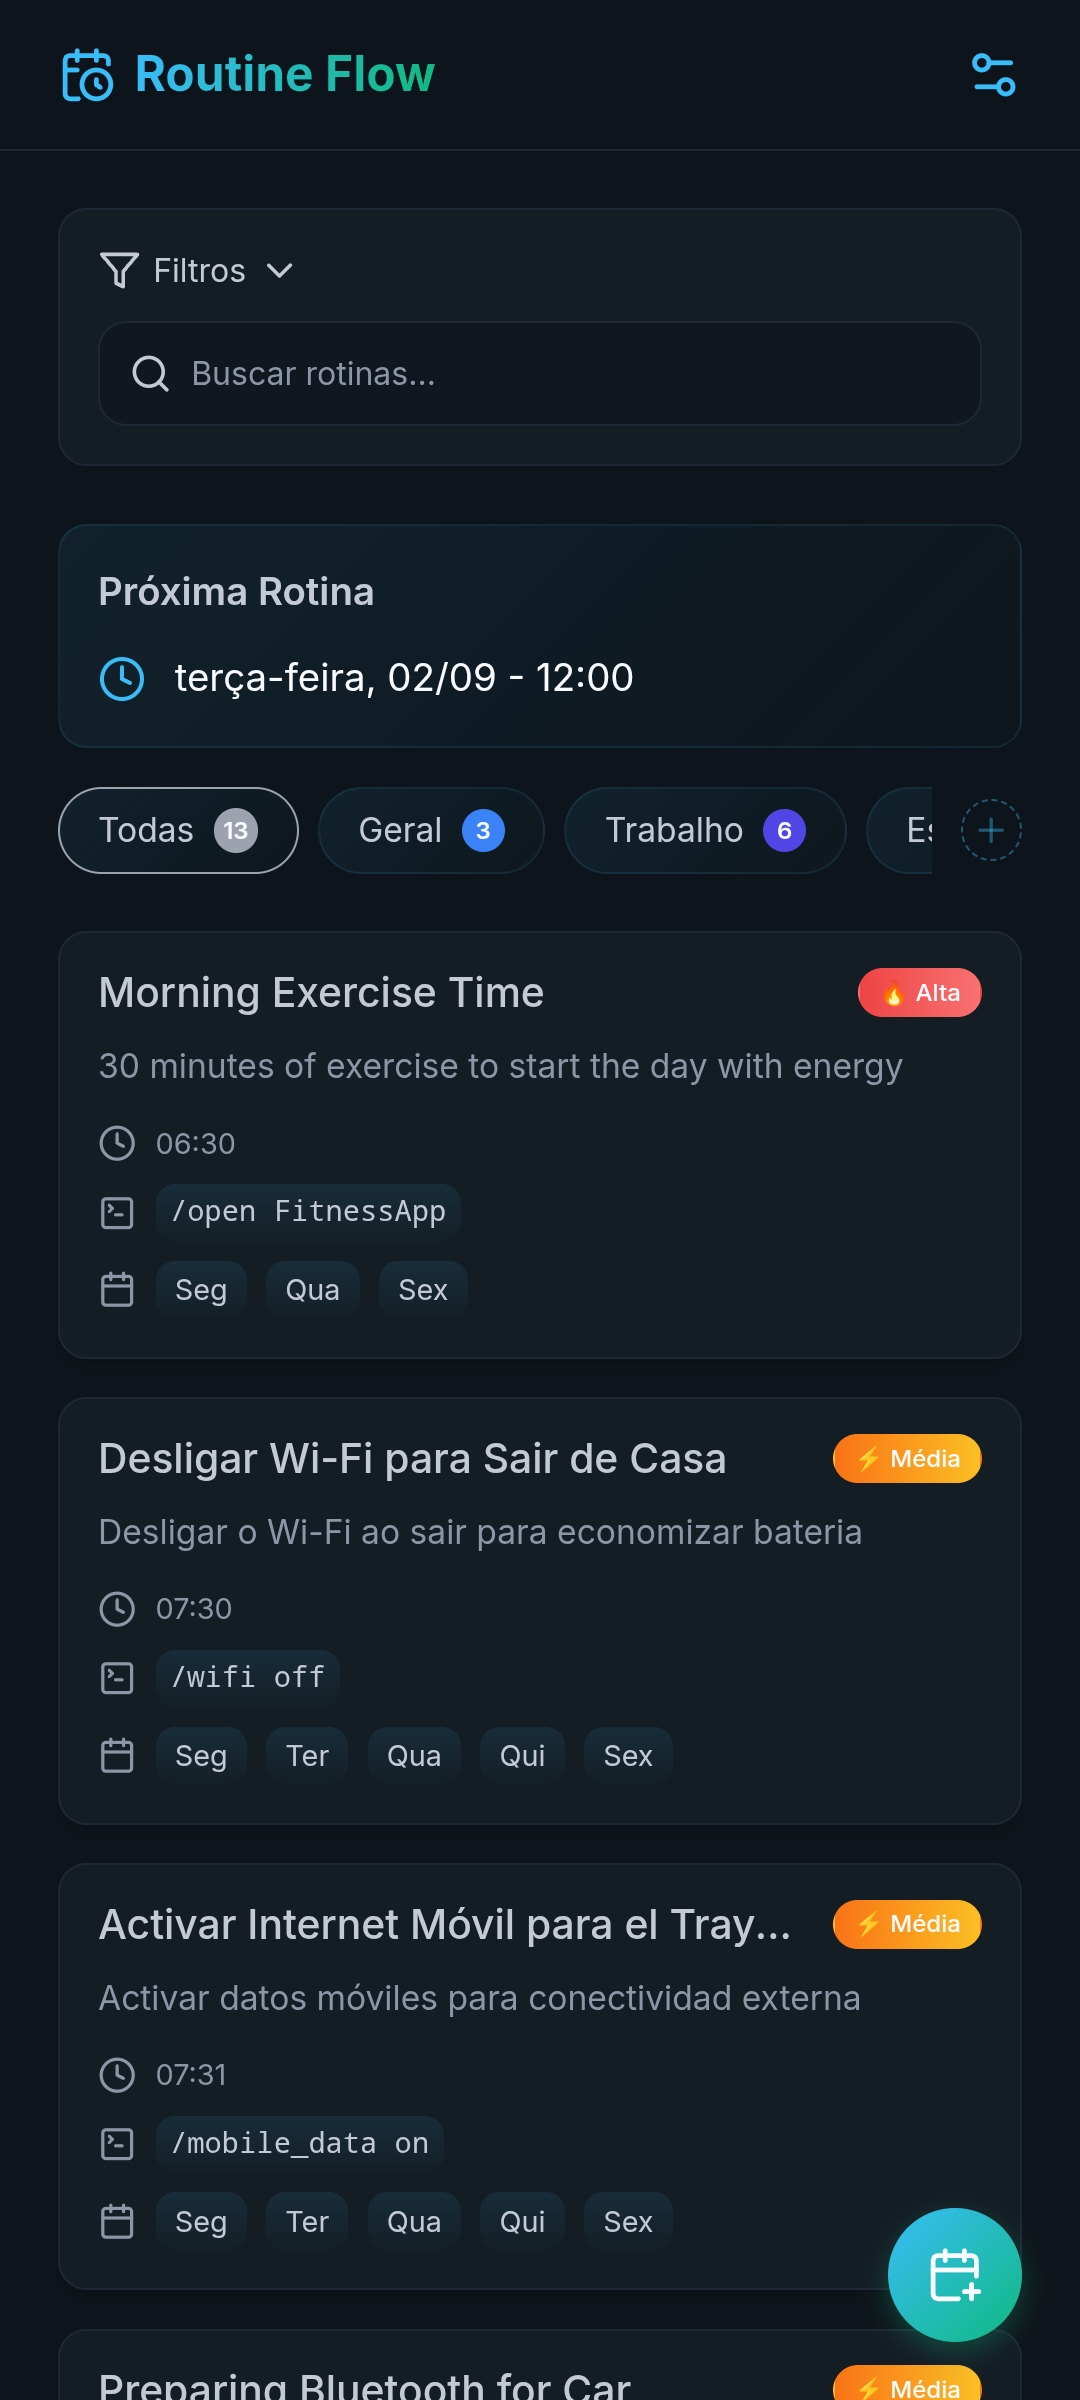 Routine Flow
Filtros
Buscar rotinas...
Próxima Rotina
terça-feira, 02/09 - 12:00
Todas 13 Geral 3 Trabalho 6 Es
Morning Exercise Time 🔥 Alta
30 minutes of exercise to start the day with energy
06:30
/open FitnessApp
Seg Qua Sex
Desligar Wi-Fi para Sair de Casa ⚡ Média
Desligar o Wi-Fi ao sair para economizar bateria
07:30
/wifi off
Seg Ter Qua Qui Sex
Activar Internet Móvil para el Tray... ⚡ Média
Activar datos móviles para conectividad externa
07:31
/mobile_data on
Seg Ter Qua Qui Sex
Preparing Bluetooth for Car ⚡ Média